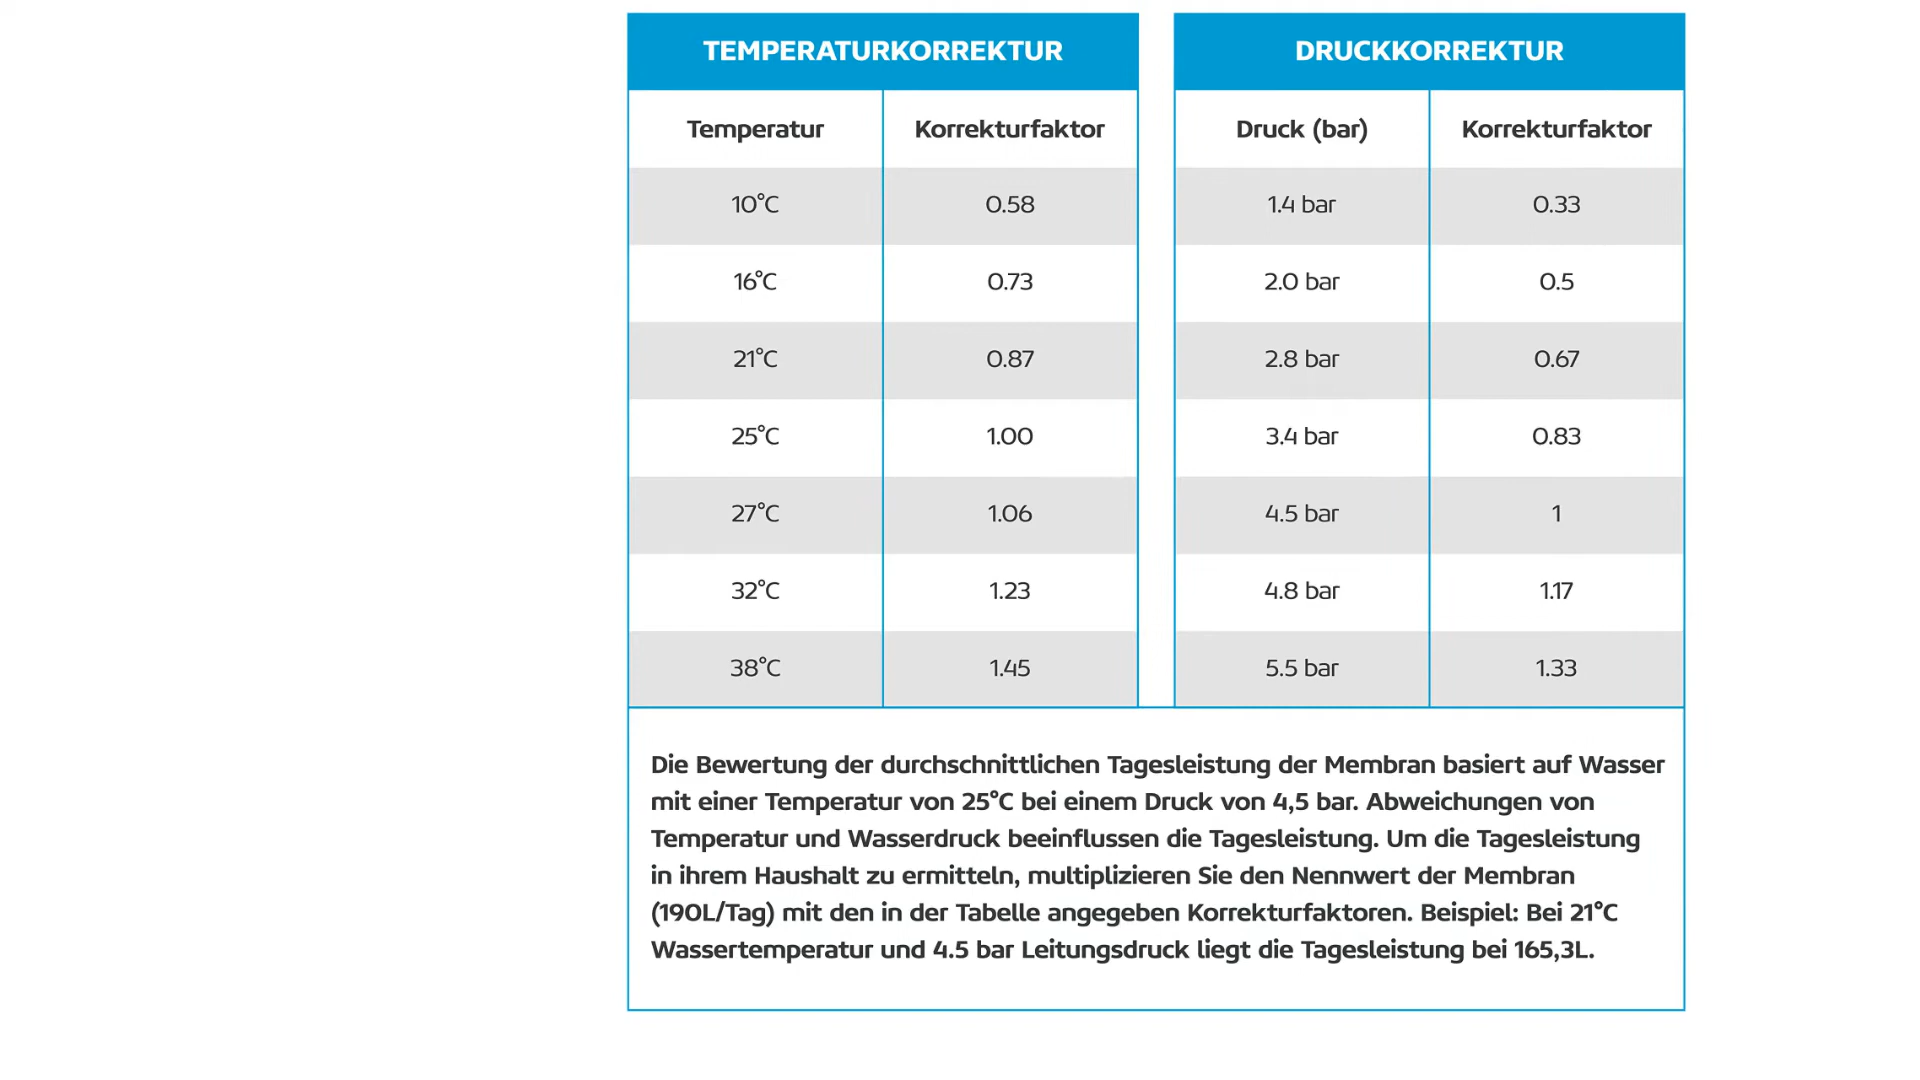 TEMPERATURKORREKTUR
Temperatur Korrekturfaktor
10°C 0.58
16°C 0.73
21°C 0.87
25°C 1.00
27°C 1.06
32°C 1.23
38°C 1.45
DRUCKKORREKTUR
Druck (bar) Korrekturfaktor
1.4 bar 0.33
2.0 bar 0.5
2.8 bar 0.67
3.4 bar 0.83
4.5 bar 1
4.8 bar 1.17
5.5 bar 1.33
Die Bewertung der durchschnittlichen Tagesleistung der Membran basiert auf Wasser
mit einer Temperatur von 25°C bei einem Druck von 4,5 bar. Abweichungen von
Temperatur und Wasserdruck beeinflussen die Tagesleistung. Um die Tagesleistung
in ihrem Haushalt zu ermitteln, multiplizieren Sie den Nennwert der Membran
(190L/Tag) mit den in der Tabelle angegeben Korrekturfaktoren. Beispiel: Bei 21°C
Wassertemperatur und 4.5 bar Leitungsdruck liegt die Tagesleistung bei 165,3L.